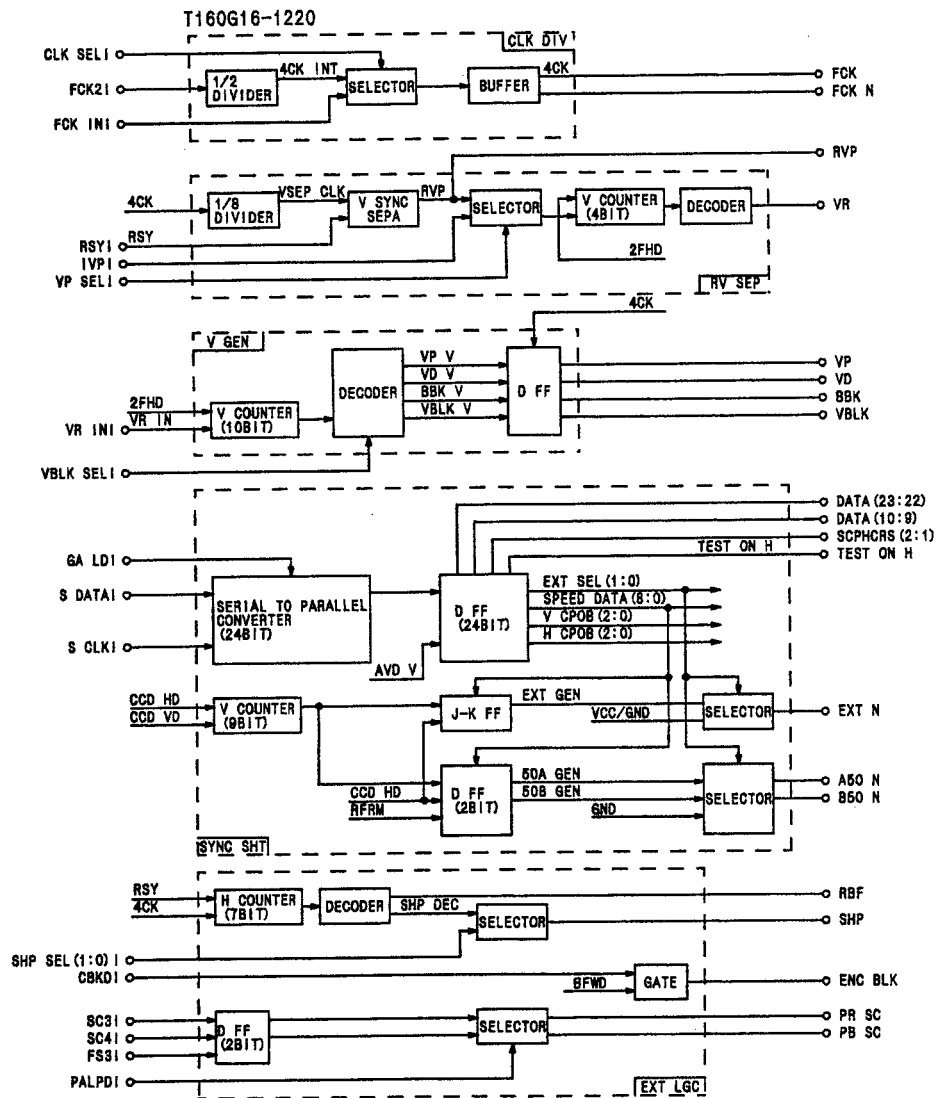 T160G16-1220
CLK DIV
CLK SELI
4CK INT
4CK
FCK
FCK2I
1/2
DIVIDER
SELECTOR
BUFFER
FCK N
FCK INI
RVP
VSEP CLK
RVP
4CK
1/8
DIVIDER
V SYNC
SEPA
SELECTOR
V COUNTER
(4BIT)
DECODER
VR
RSYI
RSY
IVPI
2FHD
VP SELI
RV SEP
4CK
V GEN
VP V
VP
VD V
VD
DECODER
D FF
BBK V
BBK
2FHD
VBLK V
VBLK
VR INI
VR IN
V COUNTER
(10BIT)
VBLK SELI
DATA(23:22)
DATA(10:9)
SCPHCRS(2:1)
TEST ON H
TEST ON H
GA LDI
S DATAI
SERIAL TO PARALLEL
CONVERTER
(24BIT)
D FF
(24BIT)
EXT SEL(1:0)
SPEED DATA(8:0)
V CPOB(2:0)
H CPOB(2:0)
S CLKI
AVD V
CCD HD
CCD VD
V COUNTER
(9BIT)
J-K FF
EXT GEN
VCC/GND
SELECTOR
EXT N
CCD HD
RFRM
D FF
(2BIT)
50A GEN
50B GEN
GND
SELECTOR
A50 N
B50 N
SYNC SHT
RSY
4CK
H COUNTER
(7BIT)
DECODER
SHP DEC
SELECTOR
RBF
SHP
SHP SEL(1:0)I
CBKDI
BFWD
GATE
ENC BLK
SC3I
SC4I
FS3I
D FF
(2BIT)
SELECTOR
PR SC
PB SC
PALPDI
EXT LGC